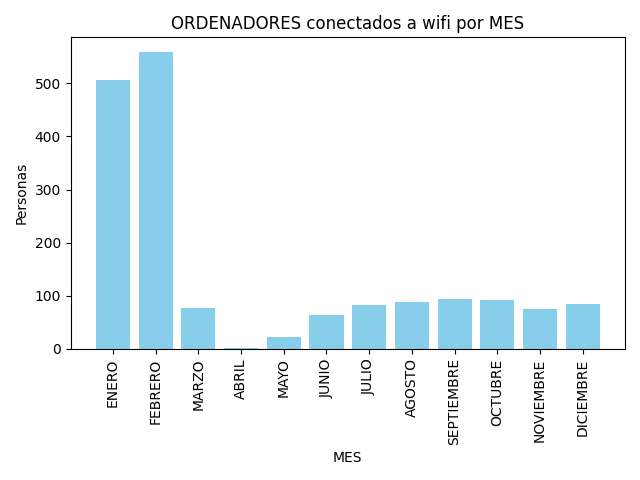 ORDENADORES conectados a wifi por MES
Personas
500
400
300
200
100
0
ENERO
FEBRERO
MARZO
ABRIL
MAYO
JUNIO
JULIO
AGOSTO
SEPTIEMBRE
OCTUBRE
NOVIEMBRE
DICIEMBRE
MES